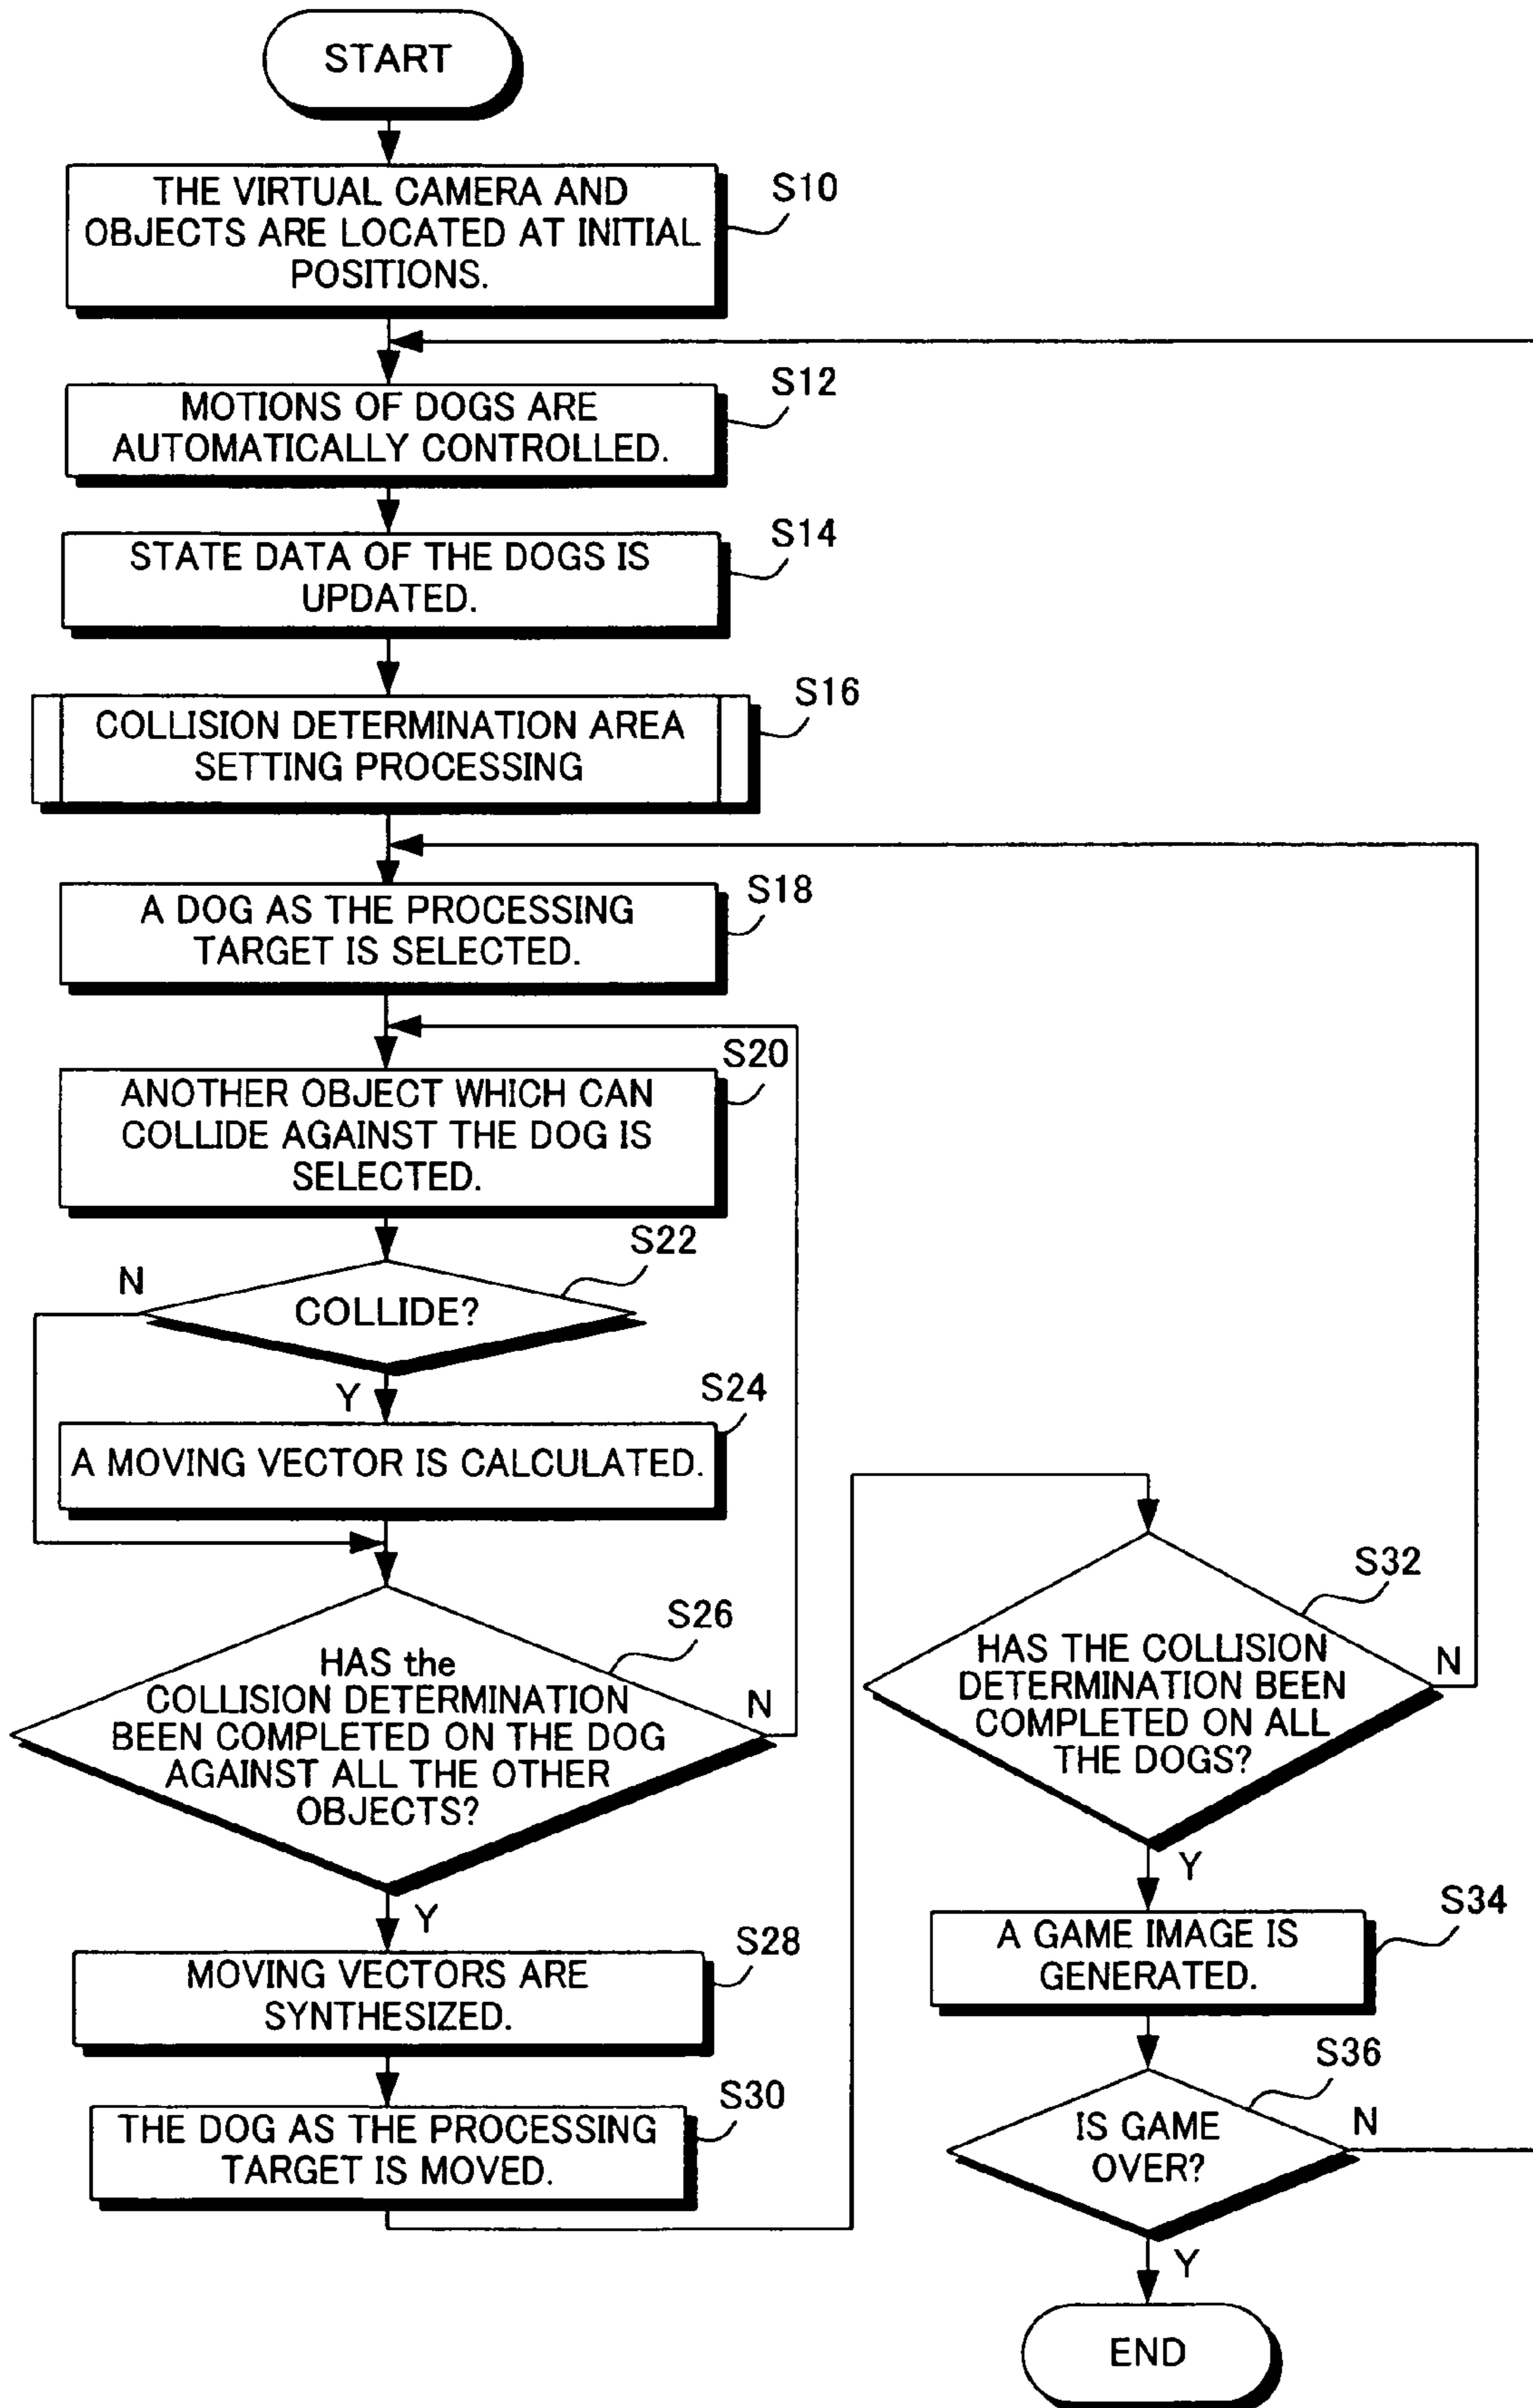 START
THE VIRTUAL CAMERA AND
OBJECTS ARE LOCATED AT INITIAL
POSITIONS.
S10
MOTIONS OF DOGS ARE
AUTOMATICALLY CONTROLLED.
S12
STATE DATA OF THE DOGS IS
UPDATED.
S14
COLLISION DETERMINATION AREA
SETTING PROCESSING
S16
A DOG AS THE PROCESSING
TARGET IS SELECTED.
S18
ANOTHER OBJECT WHICH CAN
COLLIDE AGAINST THE DOG IS
SELECTED.
S20
COLLIDE?
S22
N
Y
A MOVING VECTOR IS CALCULATED.
S24
HAS the
COLLISION DETERMINATION
BEEN COMPLETED ON THE DOG
AGAINST ALL THE OTHER
OBJECTS?
S26
N
Y
MOVING VECTORS ARE
SYNTHESIZED.
S28
THE DOG AS THE PROCESSING
TARGET IS MOVED.
S30
HAS THE COLLISION
DETERMINATION BEEN
COMPLETED ON ALL
THE DOGS?
S32
N
Y
A GAME IMAGE IS
GENERATED.
S34
IS GAME
OVER?
S36
N
Y
END